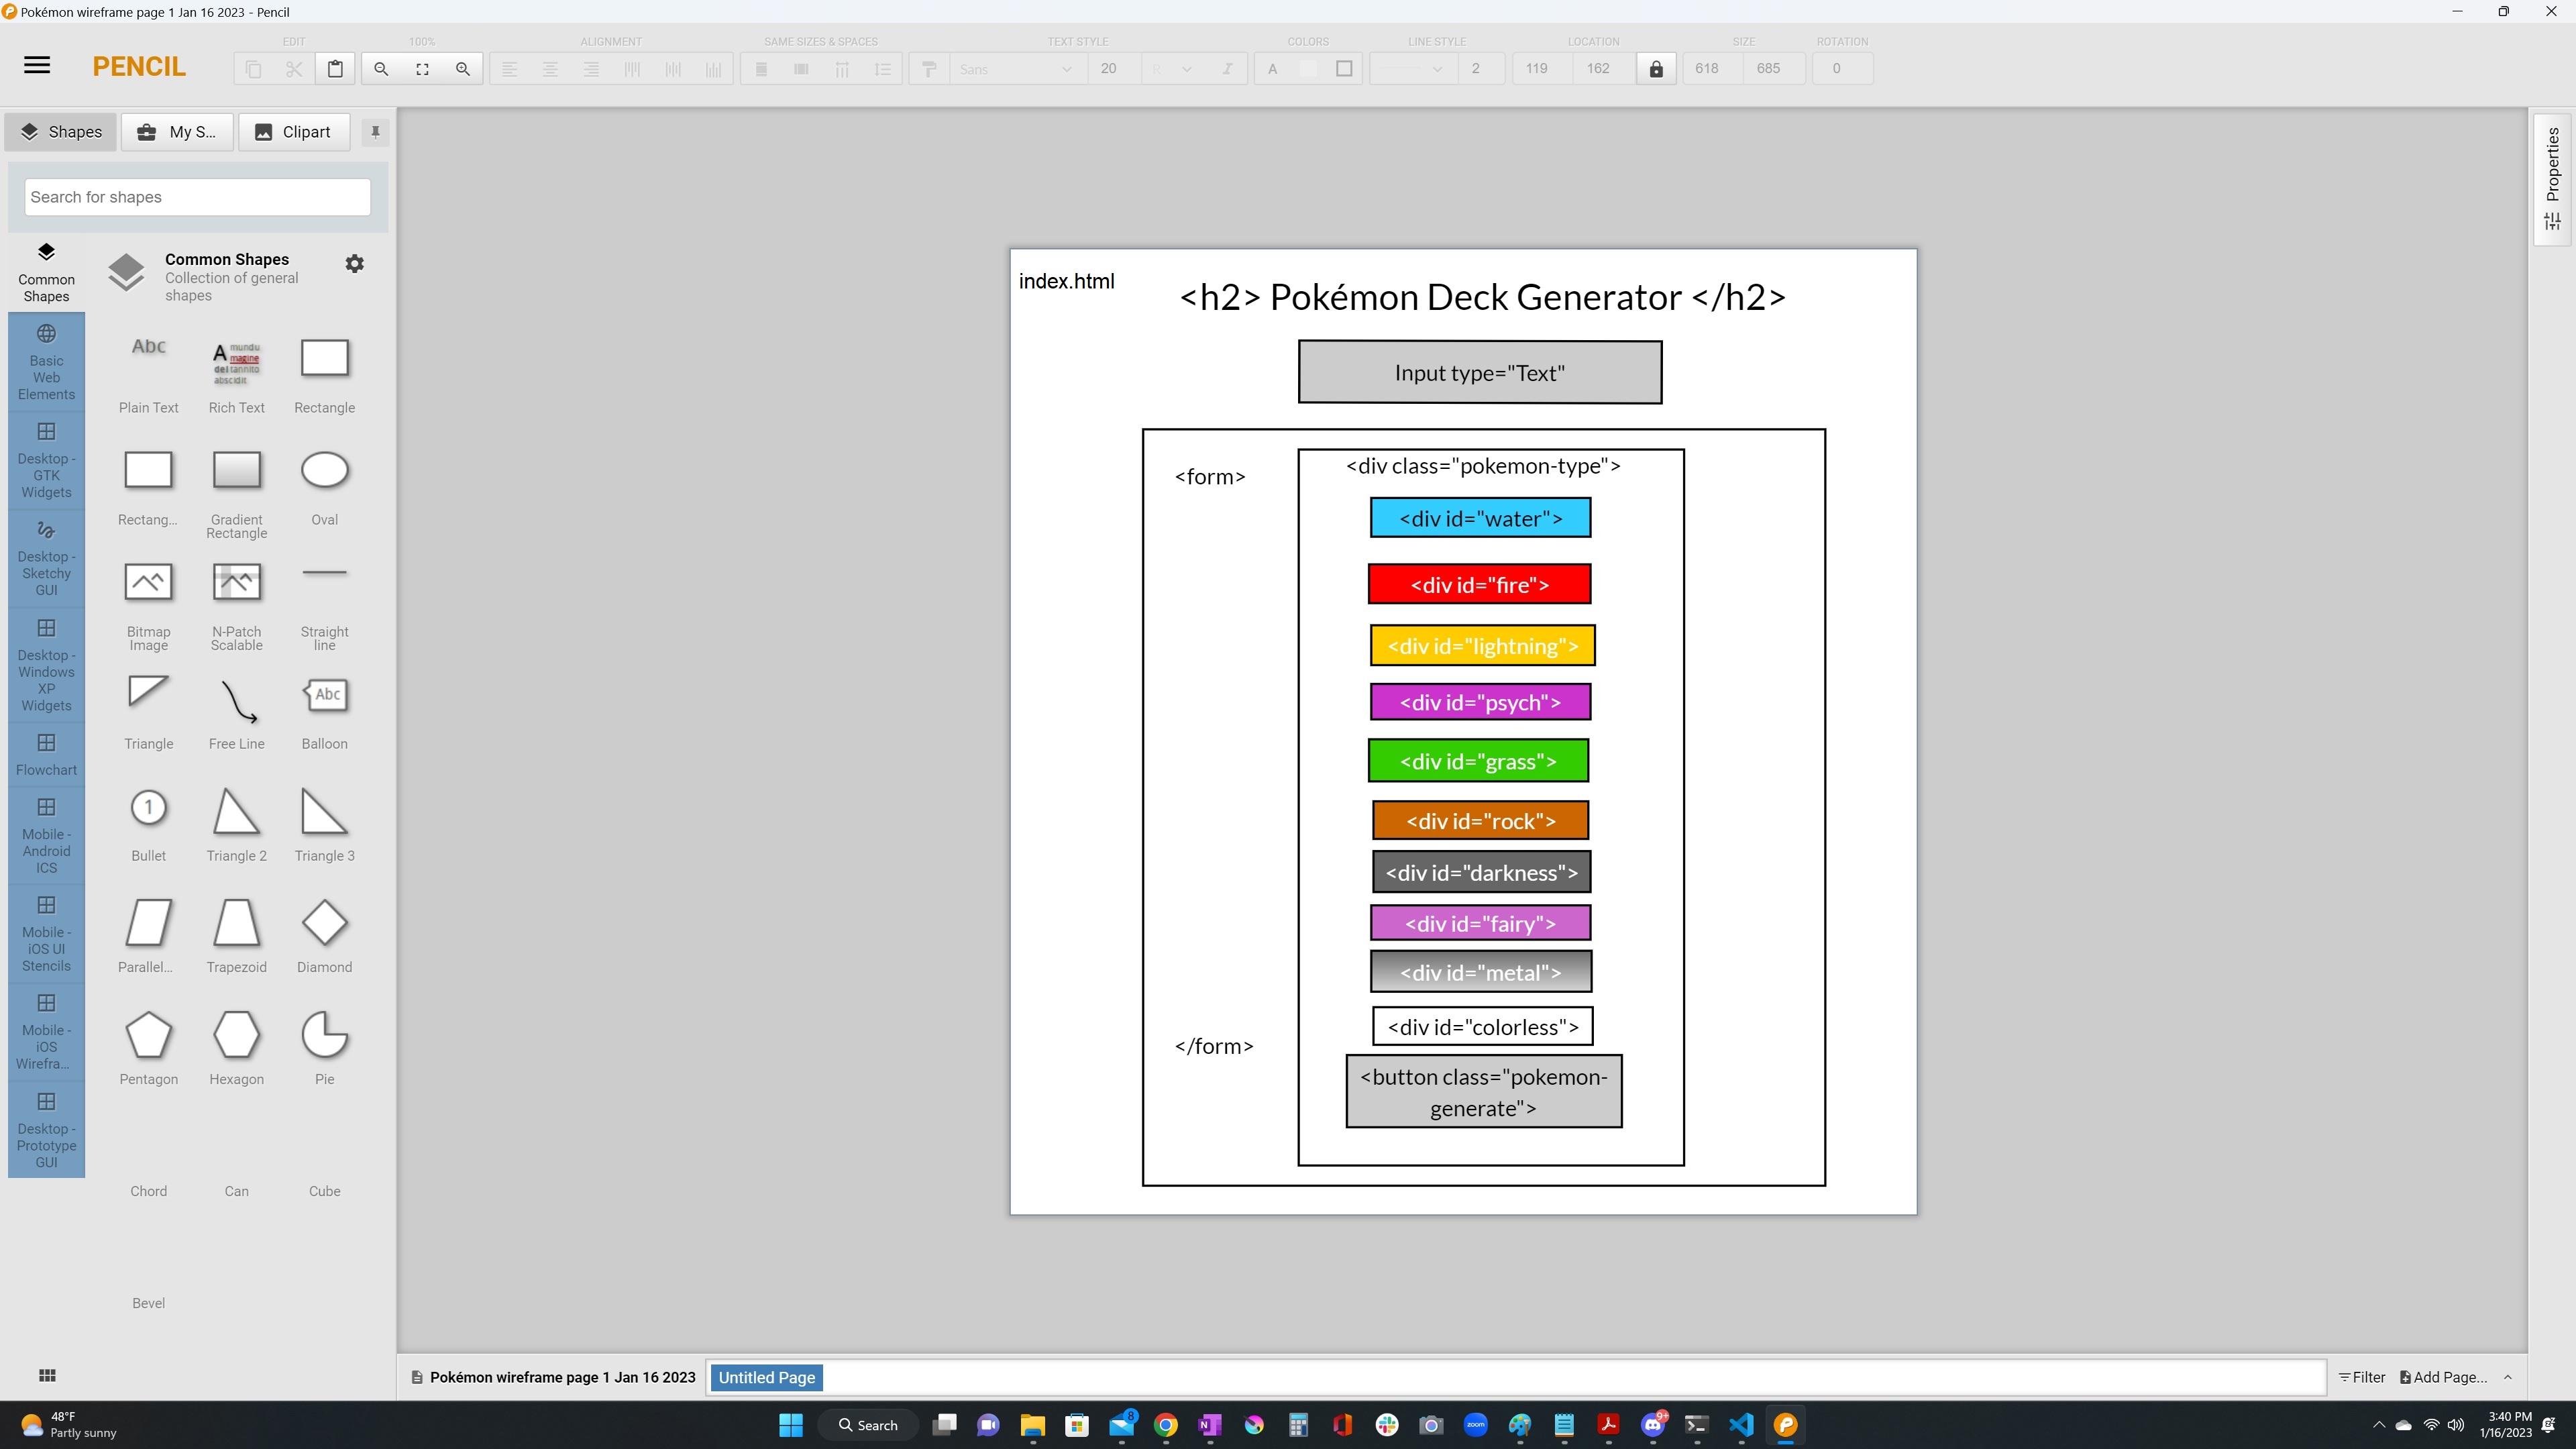 Pokémon wireframe page 1 Jan 16 2023 - Pencil
EDIT
100%
ALIGNMENT
SAME SIZES & SPACES
TEXT STYLE
COLORS
LINE STYLE
LOCATION
SIZE
ROTATION
PENCIL
Sans
20
R
I
A
2
119
162
618
685
0
Shapes
My S...
Clipart
Properties
Search for shapes
Common Shapes
Collection of general
shapes
Common
Shapes
Basic
Web
Elements
Desktop -
GTK
Widgets
Desktop -
Sketchy
GUI
Desktop -
Windows
XP
Widgets
Flowchart
Mobile -
Android
ICS
Mobile -
iOS UI
Stencils
Mobile -
iOS
Wirefra...
Desktop -
Prototype
GUI
Abc
A mundu
magine
del tannito
abscidit
Plain Text
Rich Text
Rectangle
Rectang...
Gradient
Rectangle
Oval
Bitmap
Image
N-Patch
Scalable
Straight
line
Abc
Triangle
Free Line
Balloon
1
Bullet
Triangle 2
Triangle 3
Parallel...
Trapezoid
Diamond
Pentagon
Hexagon
Pie
Chord
Can
Cube
Bevel
index.html
<h2> Pokémon Deck Generator </h2>
Input type="Text"
<form>
<div class="pokemon-type">
<div id="water">
<div id="fire">
<div id="lightning">
<div id="psych">
<div id="grass">
<div id="rock">
<div id="darkness">
<div id="fairy">
<div id="metal">
<div id="colorless">
</form>
<button class="pokemon-
generate">
Pokémon wireframe page 1 Jan 16 2023
Untitled Page
Filter
Add Page...
48°F
Partly sunny
Search
8
zoom
9+
3:40 PM
1/16/2023